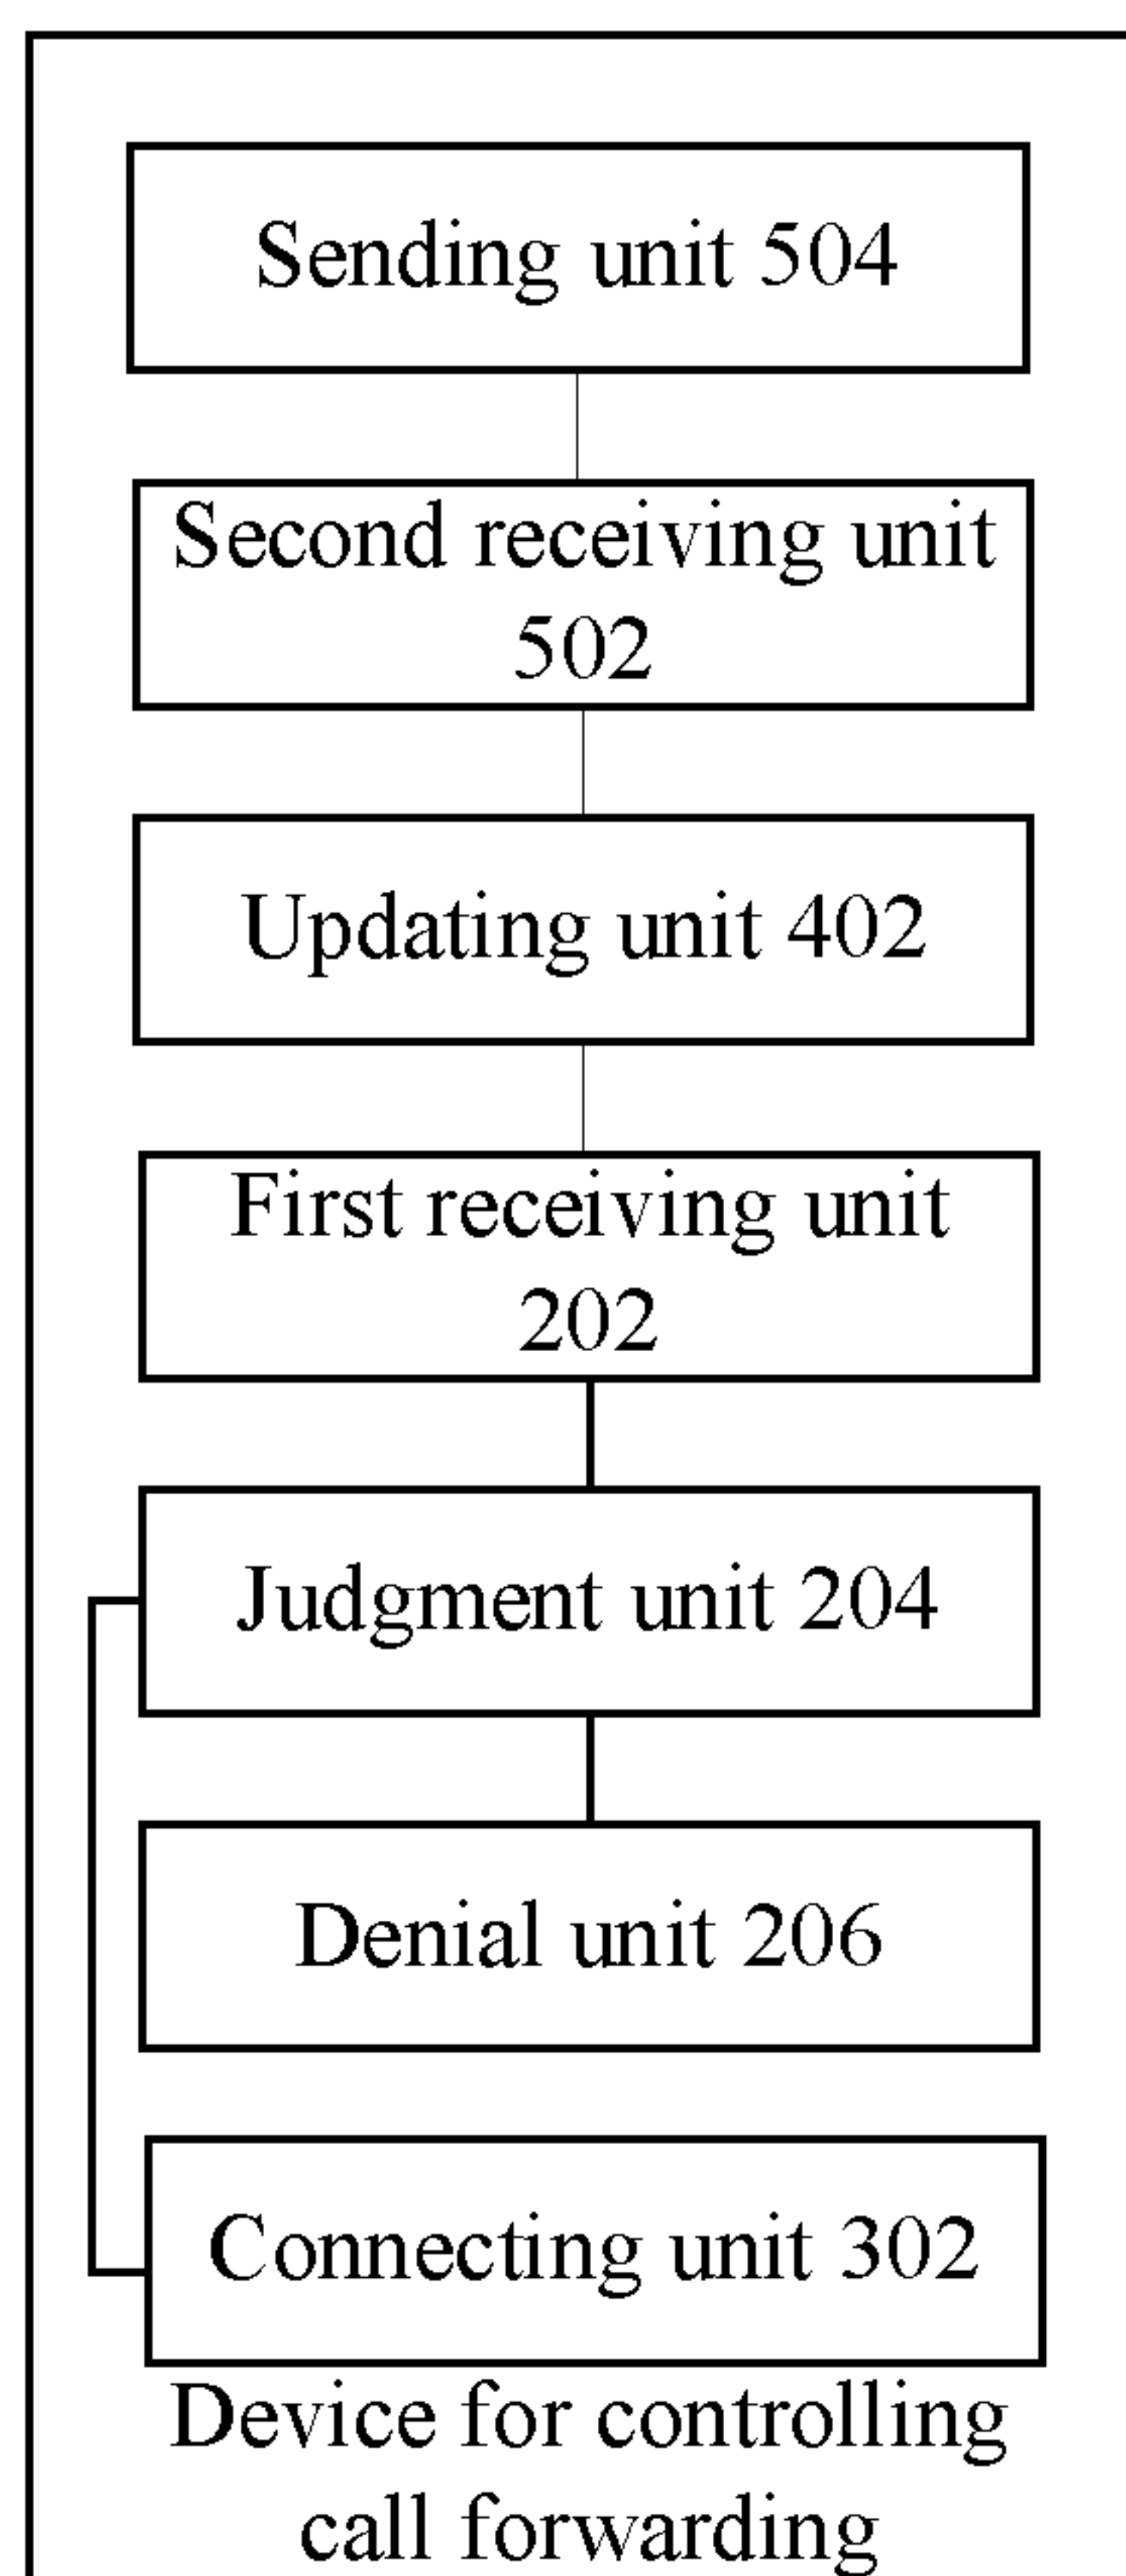 Sending unit 504
Second receiving unit
502
Updating unit 402
First receiving unit
202
Judgment unit 204
Denial unit 206
Connecting unit 302
Device for controlling
call forwarding